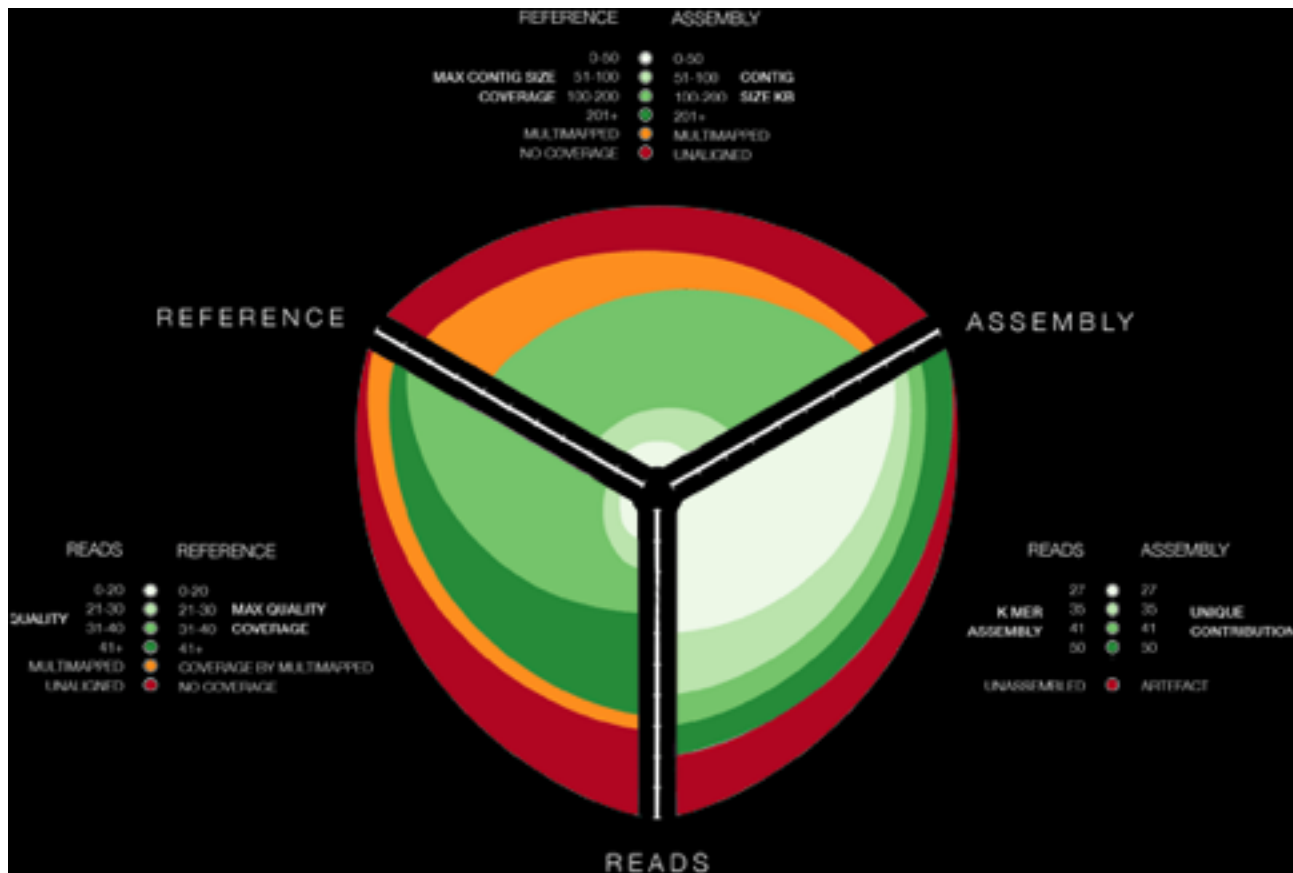 REFERENCE ASSEMBLY
0-50 0-50
MAX CONTIG SIZE 51-100 51-100 CONTIG
COVERAGE 100-200 100-200 SIZE KB
201+ 201+
MULTIMAPPED MULTIMAPPED
NO COVERAGE UNALIGNED
REFERENCE
ASSEMBLY
READS REFERENCE
0-20 0-20
QUALITY 21-30 21-30 MAX QUALITY
31-40 31-40 COVERAGE
41+ 41+
MULTIMAPPED COVERAGE BY MULTIMAPPED
UNALIGNED NO COVERAGE
READS ASSEMBLY
27 27
K MER 35 35 UNIQUE
ASSEMBLY 41 41 CONTRIBUTION
50 50
UNASSEMBLED ARTEFACT
READS